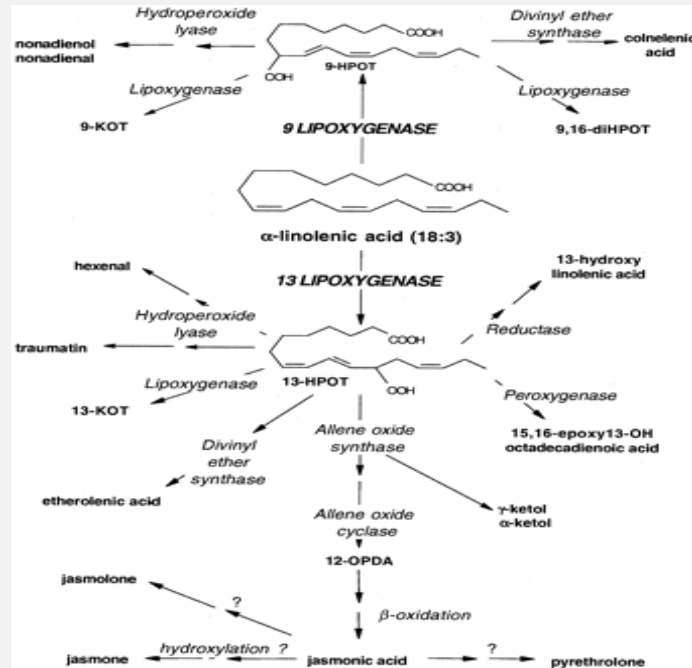 Hydroperoxide
lyase
COOH
Divinyl ether
synthase
nonadienol
nonadienal
colnelenic
acid
OOH
9-HPOT
Lipoxygenase
Lipoxygenase
9-KOT
9,16-diHPOT
9 LIPOXYGENASE
COOH
α-linolenic acid (18:3)
hexenal
13 LIPOXYGENASE
13-hydroxy
linolenic acid
Hydroperoxide
lyase
COOH
Reductase
traumatin
Lipoxygenase
13-HPOT
OOH
Peroxygenase
13-KOT
Allene oxide
synthase
15,16-epoxy13-OH
octadecadienoic acid
Divinyl
ether
synthase
etherolenic acid
γ-ketol
α-ketol
Allene oxide
cyclase
12-OPDA
jasmolone
?
β-oxidation
hydroxylation ?
?
jasmone
jasmonic acid
pyrethrolone